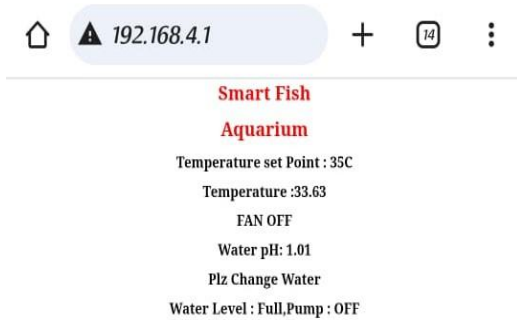 192.168.4.1
14
Smart Fish
Aquarium
Temperature set Point : 35C
Temperature :33.63
FAN OFF
Water pH: 1.01
Plz Change Water
Water Level : Full,Pump : OFF